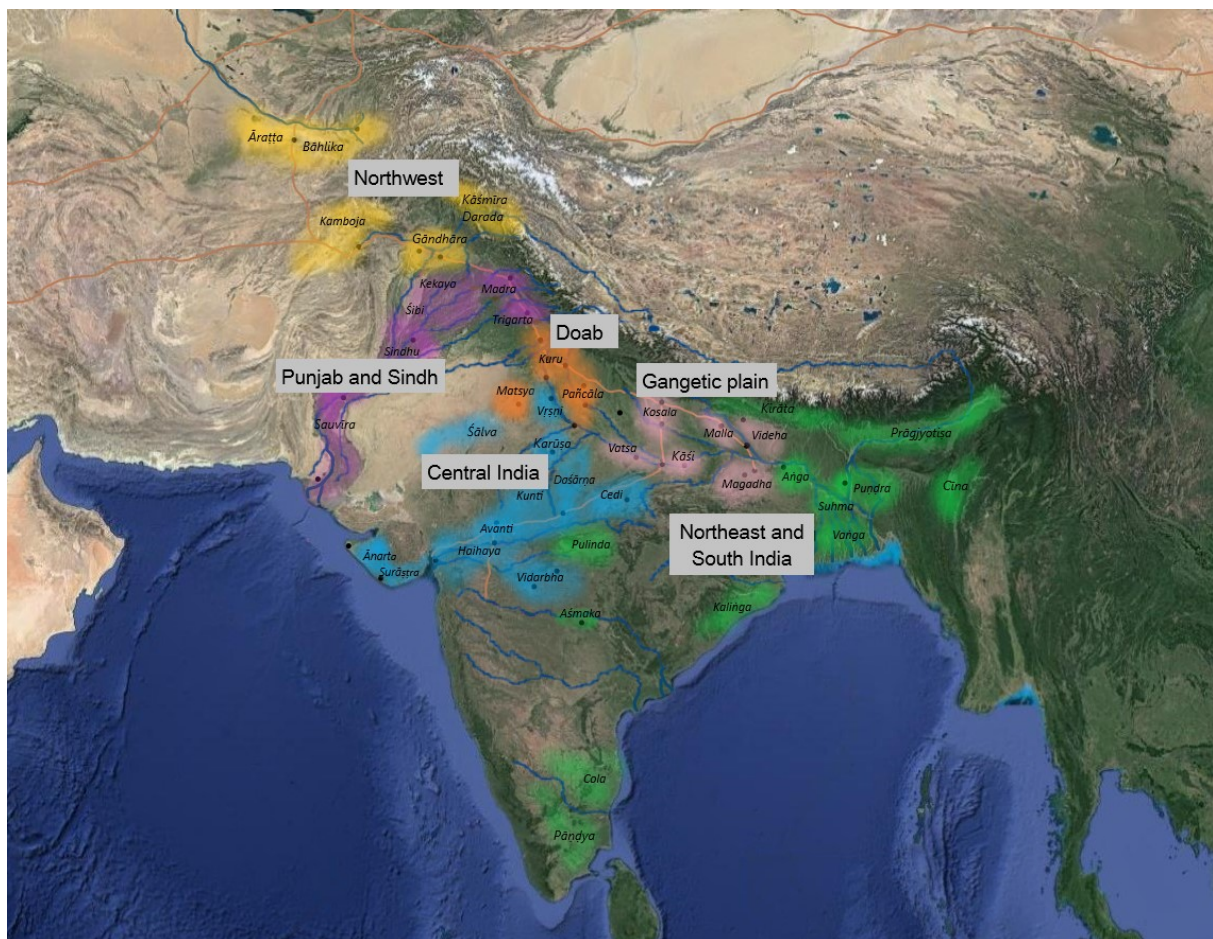 Āraṭṭa
Bāhlika
Northwest
Kāśmīra
Darada
Kamboja
Gāndhāra
Kekaya
Madra
Śibi
Trigarta
Doab
Sindhu
Kuru
Punjab and Sindh
Gangetic plain
Matsya
Pañcāla
Vṛṣṇi
Kosala
Kirāta
Sauvīra
Malla
Videha
Prāgjyotiṣa
Śālva
Karūṣa
Vatsa
Kāśi
Central India
Daśārṇa
Magadha
Aṅga
Puṇḍra
Cīna
Kunti
Cedi
Suhma
Avanti
Northeast and
South India
Vaṅga
Haihaya
Pulinda
Ānarta
Surāṣṭra
Vidarbha
Kaliṅga
Aśmaka
Cola
Pāṇḍya